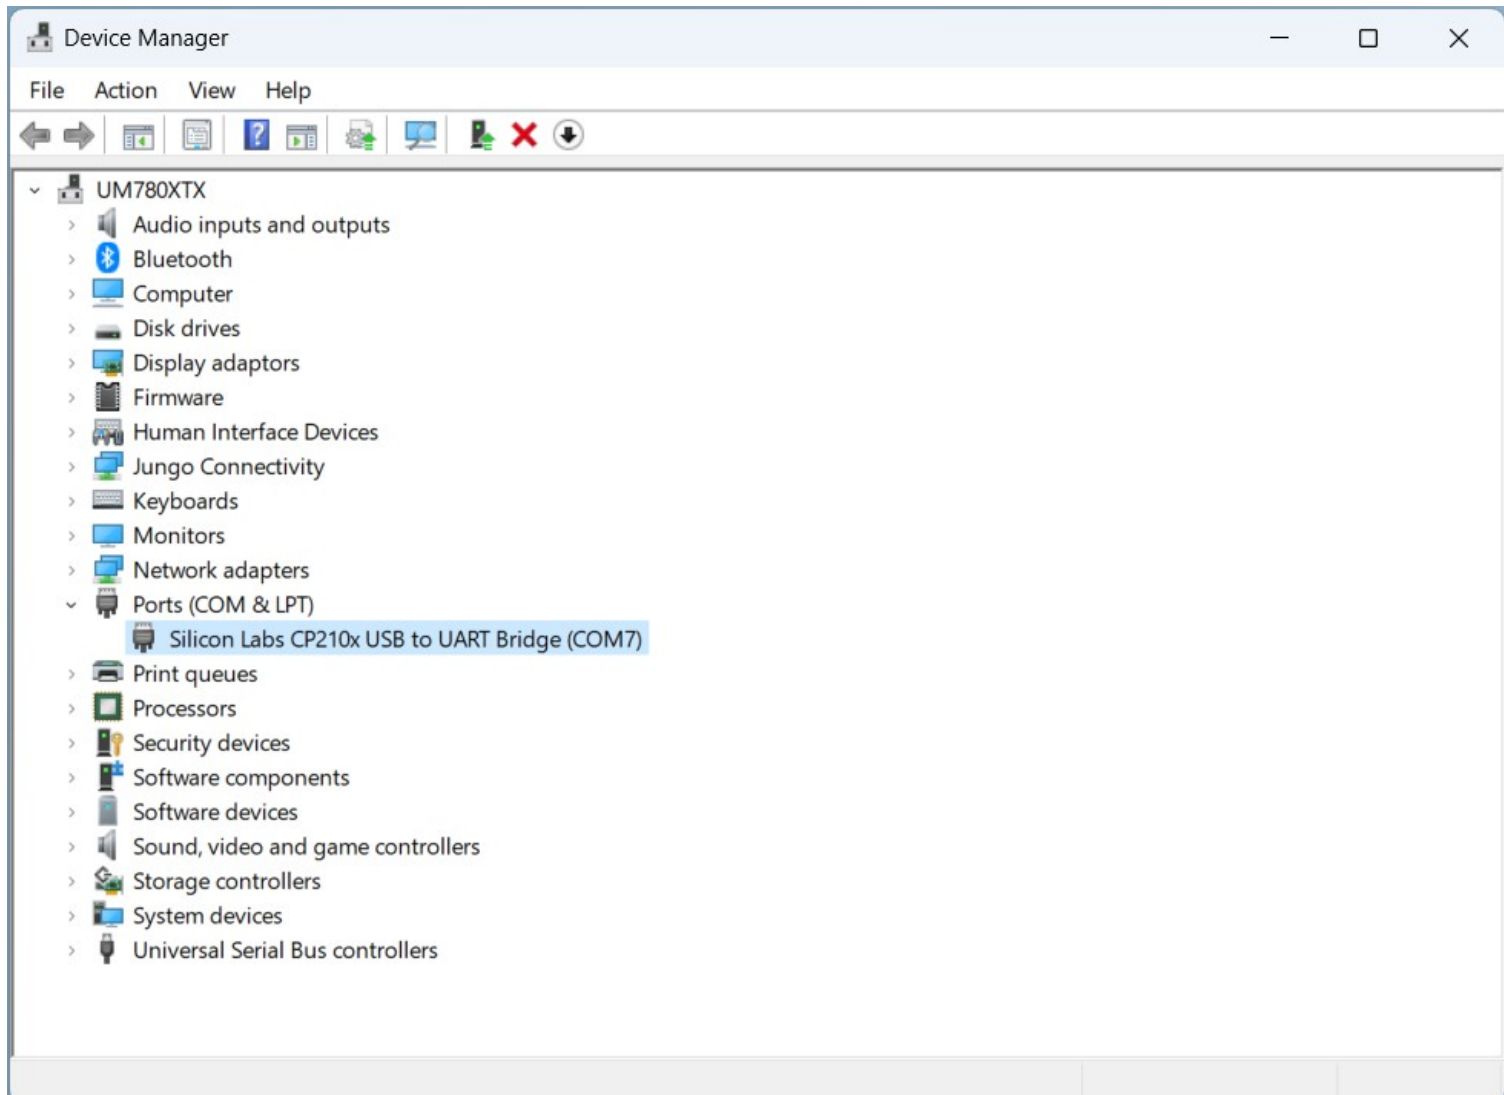 Device Manager
File Action View Help
UM780XTX
Audio inputs and outputs
Bluetooth
Computer
Disk drives
Display adaptors
Firmware
Human Interface Devices
Jungo Connectivity
Keyboards
Monitors
Network adapters
Ports (COM & LPT)
Silicon Labs CP210x USB to UART Bridge (COM7)
Print queues
Processors
Security devices
Software components
Software devices
Sound, video and game controllers
Storage controllers
System devices
Universal Serial Bus controllers